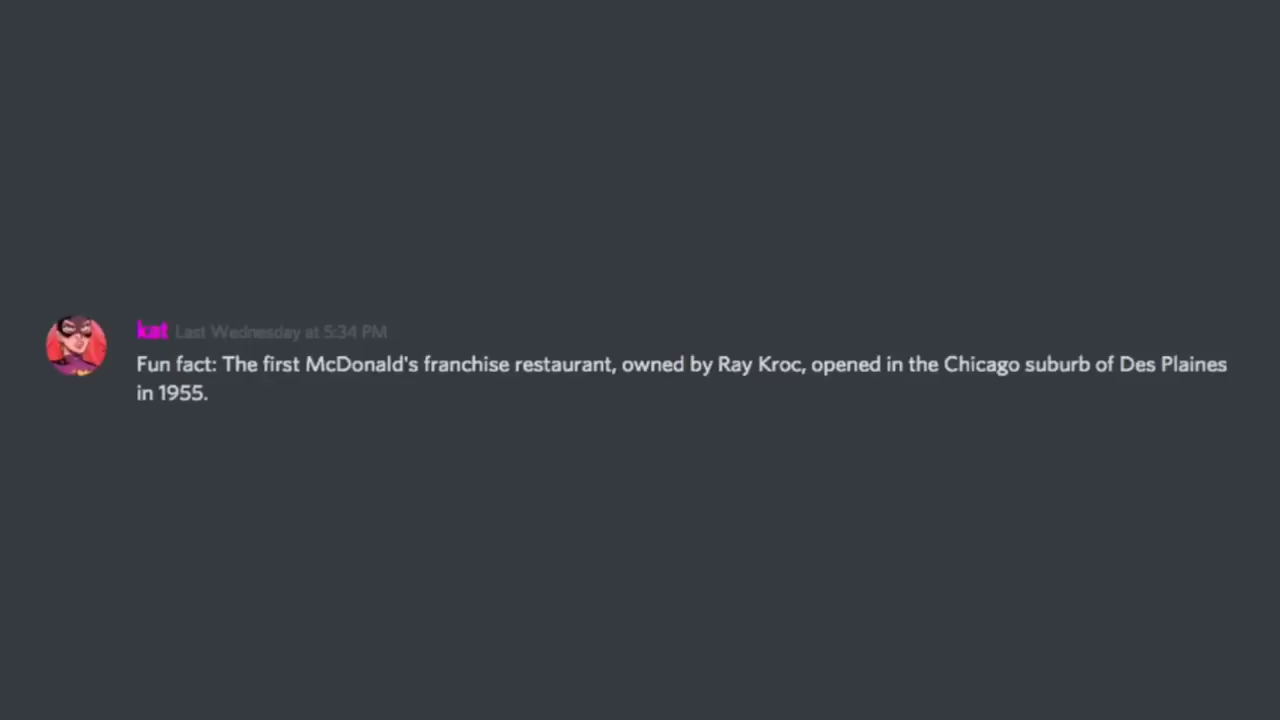 kat Last Wednesday at 5:34 PM
Fun fact: The first McDonald's franchise restaurant, owned by Ray Kroc, opened in the Chicago suburb of Des Plaines
in 1955.